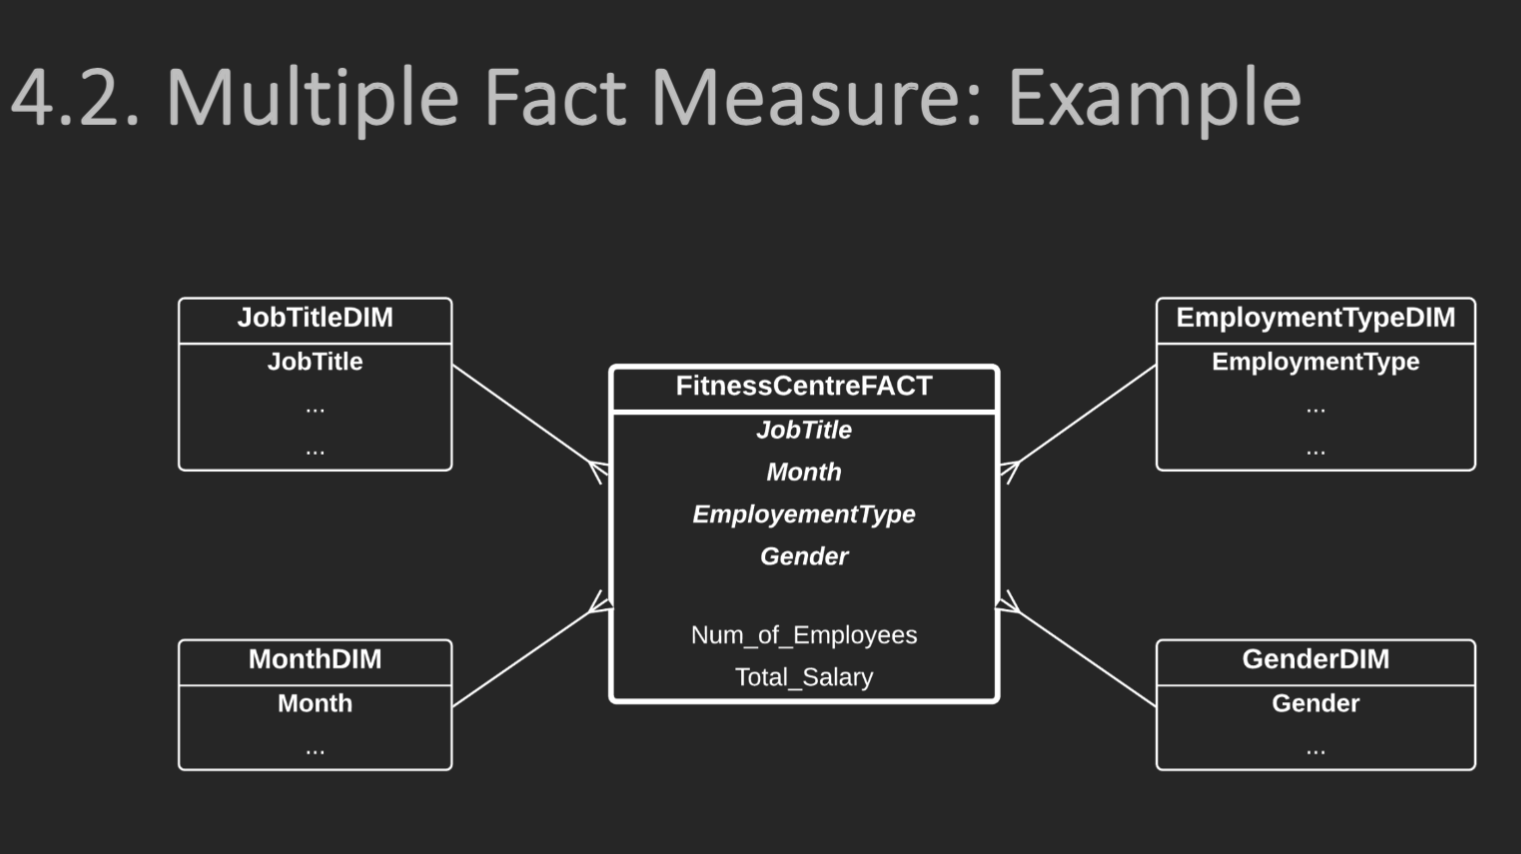 4.2. Multiple Fact Measure: Example
JobTitleDIM
JobTitle
...
...
EmploymentTypeDIM
EmploymentType
...
...
FitnessCentreFACT
JobTitle
Month
EmployementType
Gender
Num_of_Employees
Total_Salary
MonthDIM
Month
...
GenderDIM
Gender
...